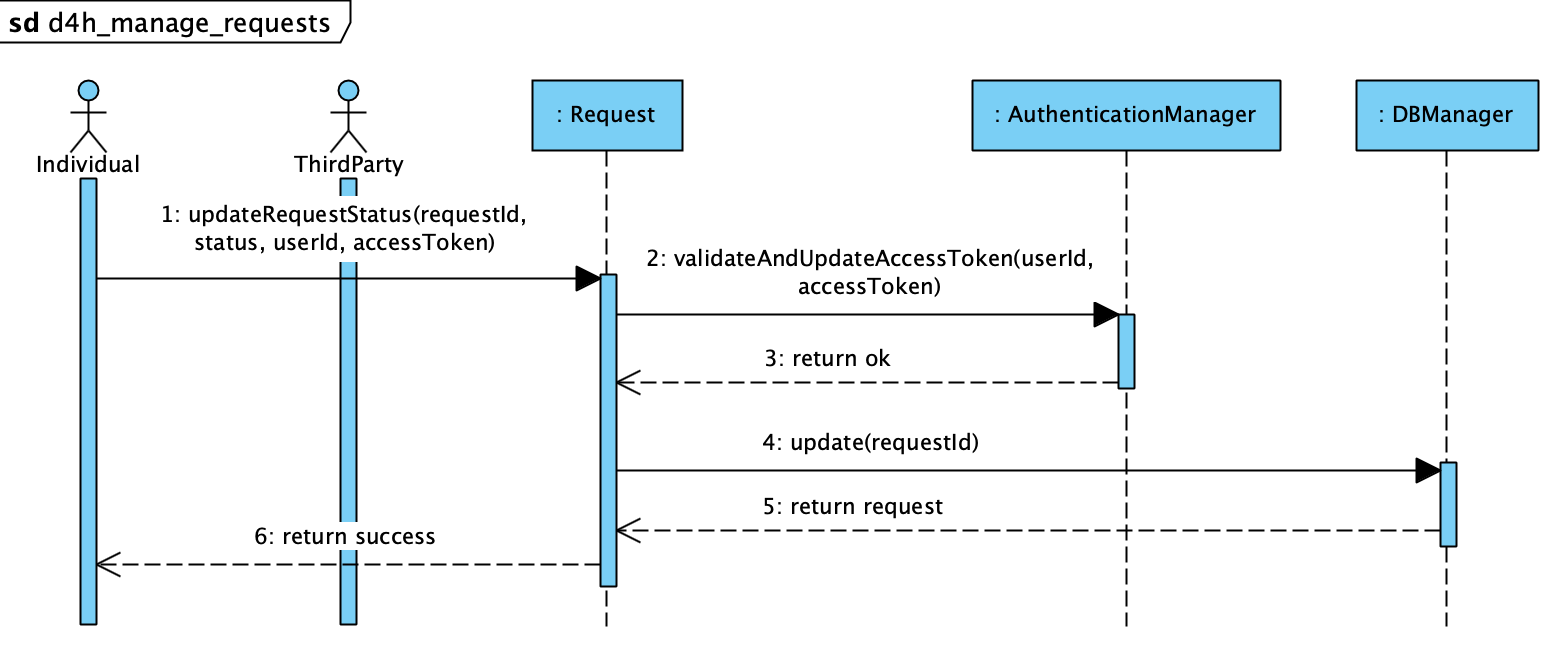 sd d4h_manage_requests
Individual
ThirdParty
: Request
: AuthenticationManager
: DBManager
1: updateRequestStatus(requestId,
status, userId, accessToken)
2: validateAndUpdateAccessToken(userId,
accessToken)
3: return ok
4: update(requestId)
5: return request
6: return success